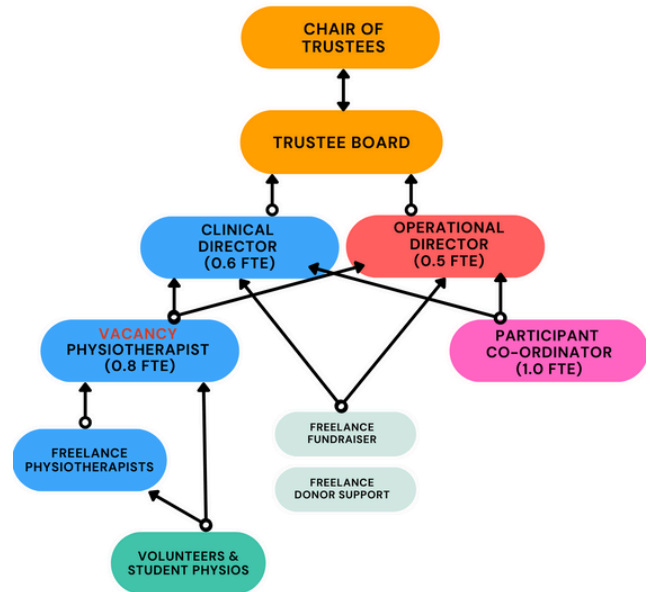 CHAIR OF
TRUSTEES
TRUSTEE BOARD
CLINICAL
DIRECTOR
(0.6 FTE)
OPERATIONAL
DIRECTOR
(0.5 FTE)
VACANCY
PHYSIOTHERAPIST
(0.8 FTE)
PARTICIPANT
CO-ORDINATOR
(1.0 FTE)
FREELANCE
FUNDRAISER
FREELANCE
PHYSIOTHERAPISTS
FREELANCE
DONOR SUPPORT
VOLUNTEERS &
STUDENT PHYSIOS